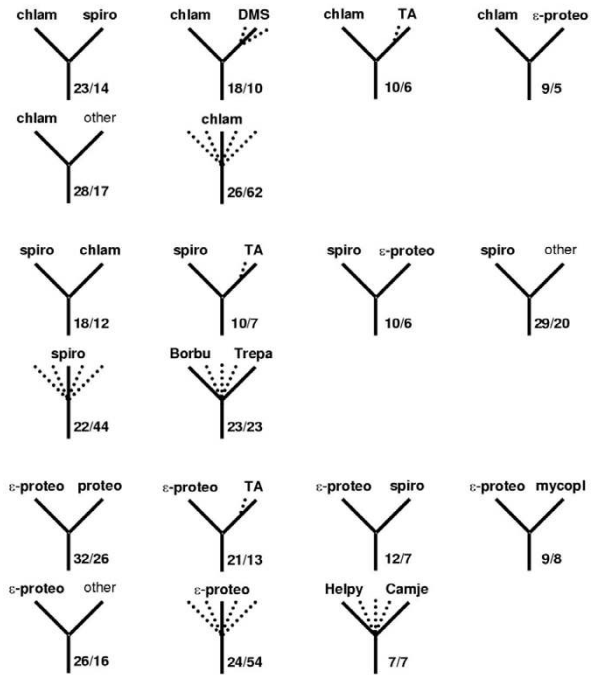 chlam spiro chlam DMS chlam TA chlam ε-proteo
23/14 18/10 10/6 9/5
chlam other chlam
28/17 26/62
spiro chlam spiro TA spiro ε-proteo spiro other
18/12 10/7 10/6 29/20
spiro Borbu Trepa
22/44 23/23
ε-proteo proteo ε-proteo TA ε-proteo spiro ε-proteo mycopl
32/26 21/13 12/7 9/8
ε-proteo other ε-proteo Helpy Camje
26/16 24/54 7/7